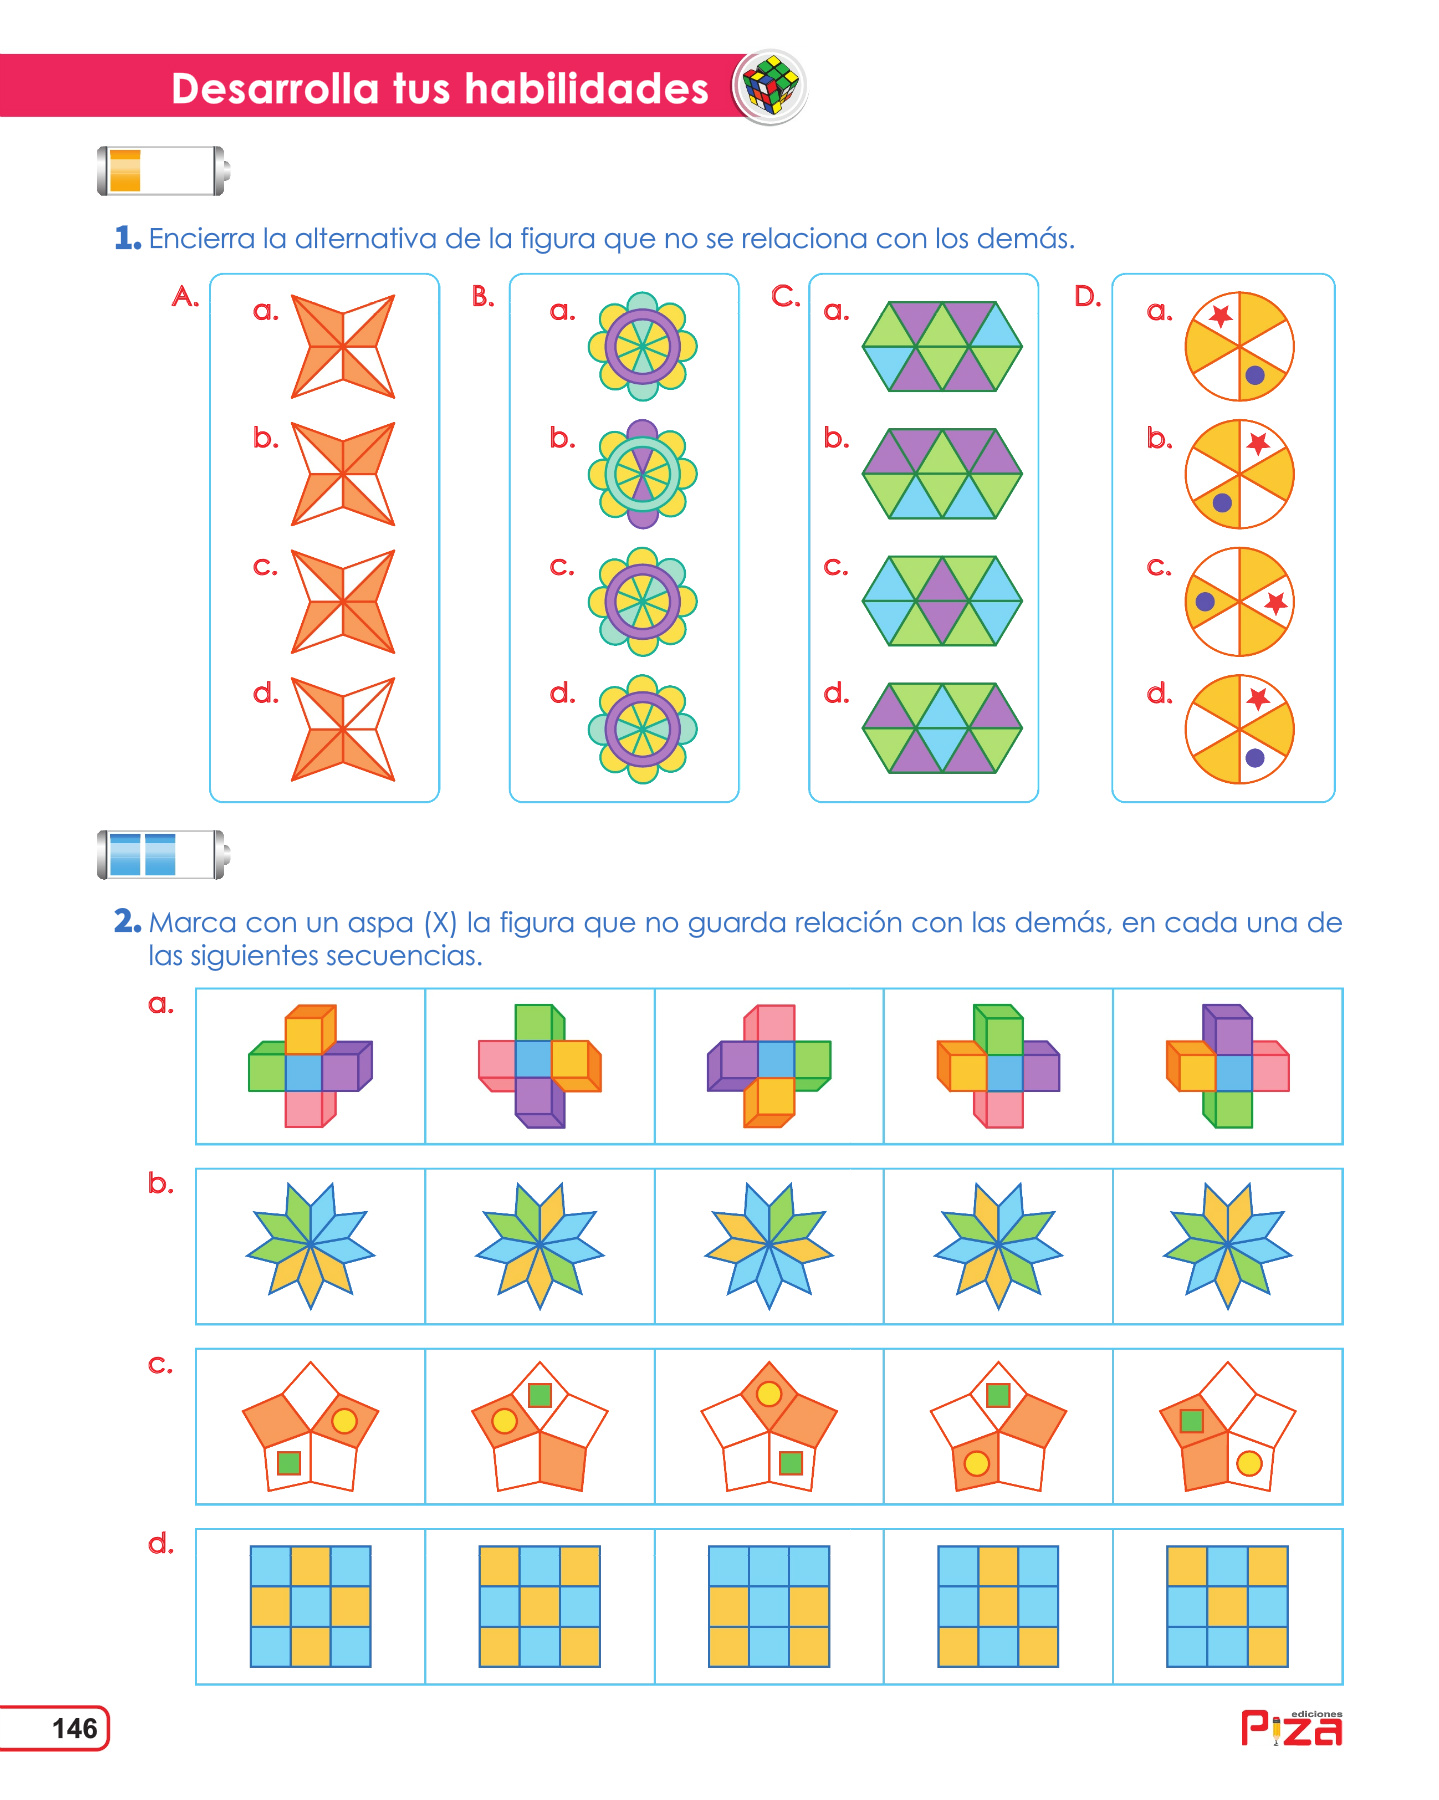 Desarrolla tus habilidades
1. Encierra la alternativa de la figura que no se relaciona con los demás.
A.
a.
b.
c.
d.
B.
a.
b.
c.
d.
C.
a.
b.
c.
d.
D.
a.
b.
c.
d.
2. Marca con un aspa (X) la figura que no guarda relación con las demás, en cada una de
las siguientes secuencias.
a.
b.
c.
d.
146
ediciones
Piza